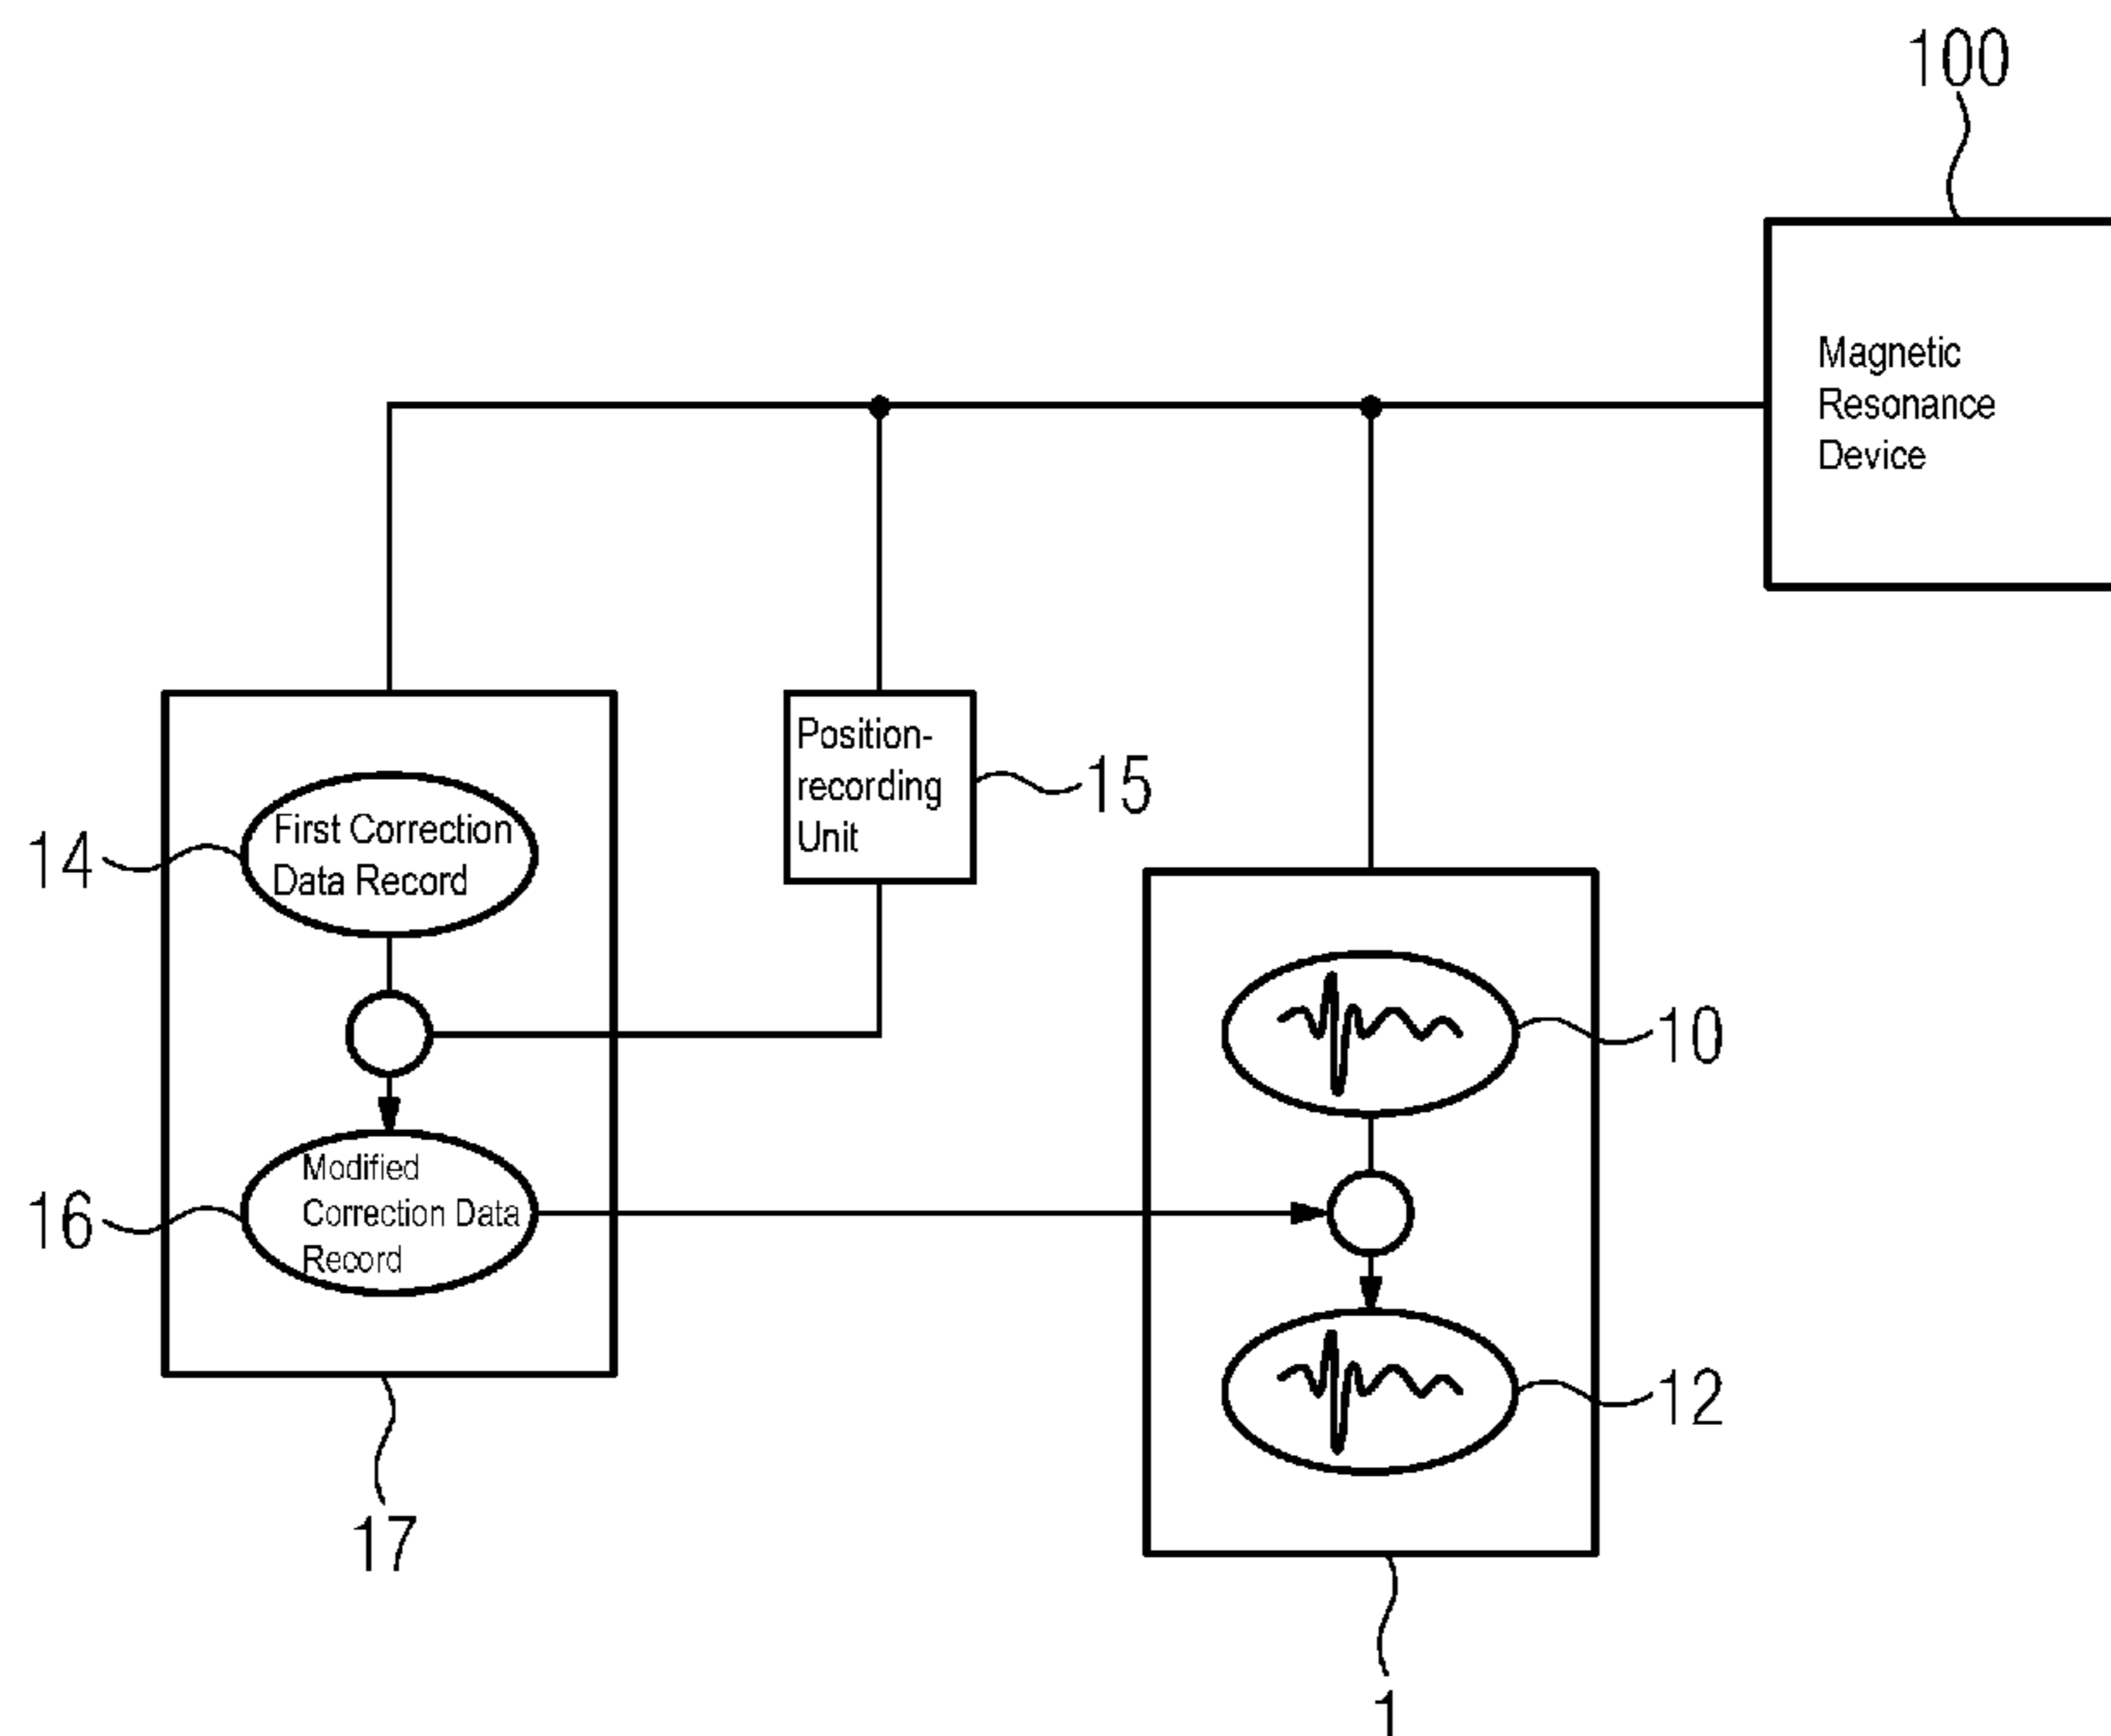 100
Magnetic
Resonance
Device
Position-
recording
Unit
15
First Correction
Data Record
14
10
Modified
Correction Data
Record
16
12
17
1